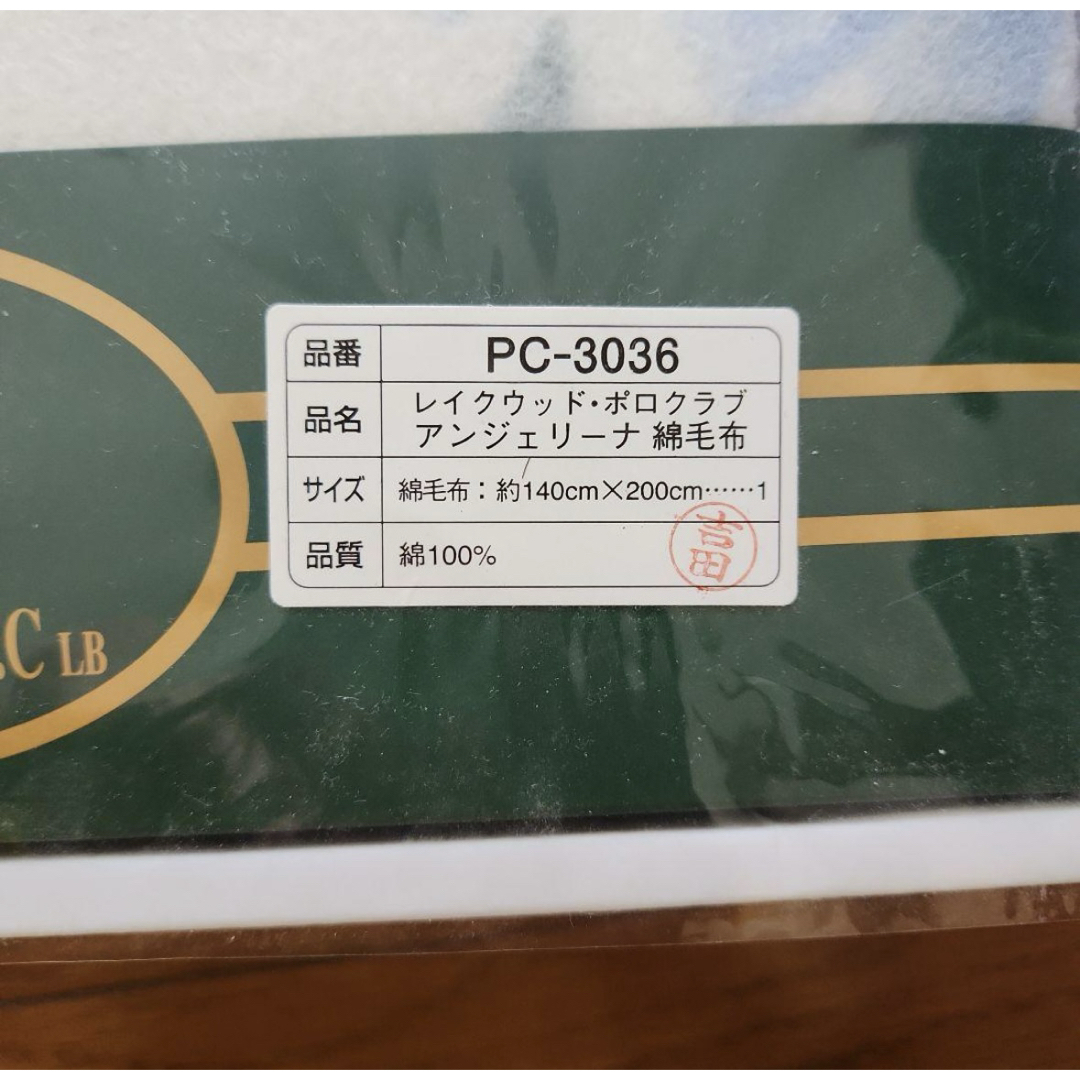 品番 PC-3036
品名 レイクウッド・ポロクラブ
アンジェリーナ 綿毛布
サイズ 綿毛布：約140cm×200cm……1
品質 綿100%
吉田
.C LB